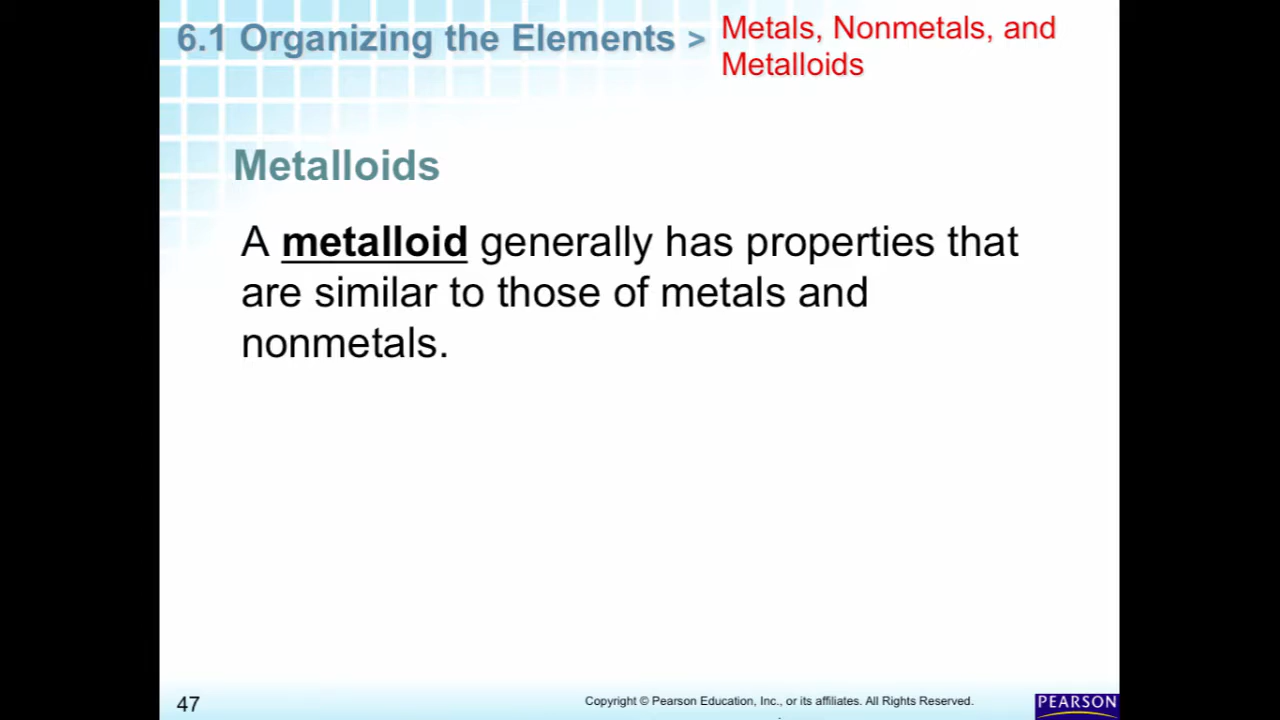 6.1 Organizing the Elements >
Metals, Nonmetals, and
Metalloids
Metalloids
A metalloid generally has properties that
are similar to those of metals and
nonmetals.
47
Copyright © Pearson Education, Inc., or its affiliates. All Rights Reserved.
PEARSON